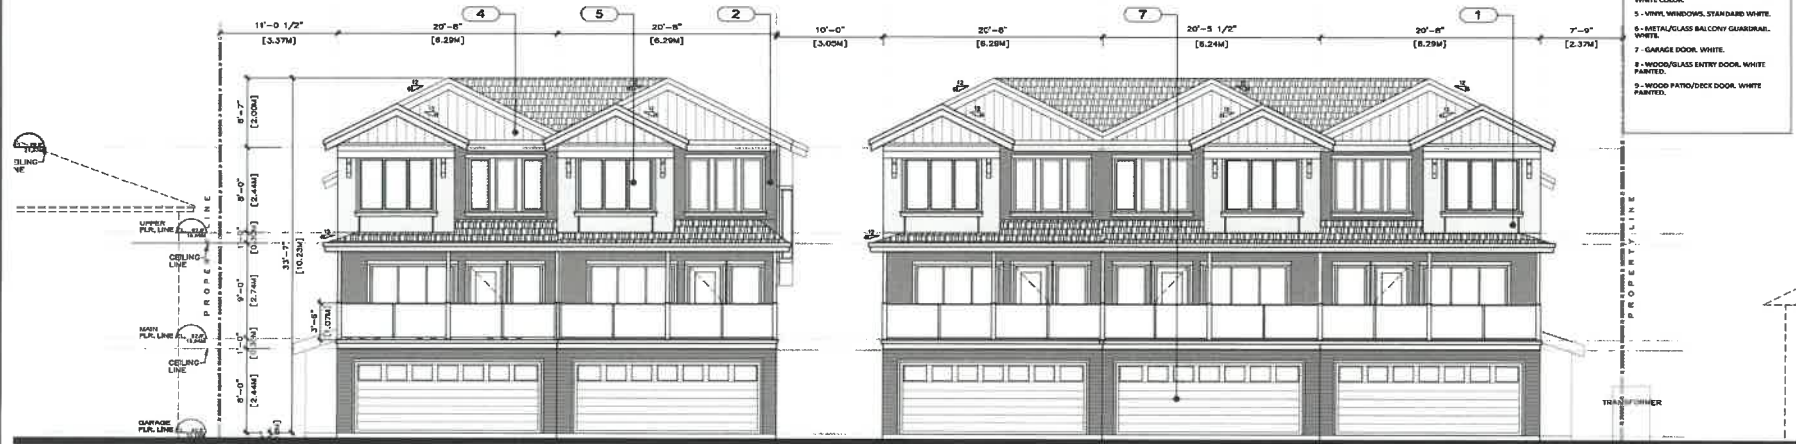 WHITE COLOR.
5 - VINYL WINDOWS. STANDARD WHITE.
6 - METAL/GLASS BALCONY GUARDRAIL. WHITE.
7 - GARAGE DOOR. WHITE.
8 - WOOD/GLASS ENTRY DOOR. WHITE PAINTED.
9 - WOOD PATIO/DECK DOOR. WHITE PAINTED.
4
5
2
7
1
11'-0 1/2"
20'-8"
20'-8"
10'-0"
20'-8"
20'-5 1/2"
20'-8"
7'-9"
[3.37M]
[6.29M]
[6.29M]
[3.05M]
[6.29M]
[6.24M]
[6.29M]
[2.37M]
8'-0"
[2.44M]
33'-7"
[10.23M]
9'-0"
[2.74M]
3'-6"
[1.07M]
8'-0"
[2.44M]
PROPERTY LINE
UPPER
FLR. LINE
CEILING
LINE
MAIN
FLR. LINE
CEILING
LINE
GARAGE
FLR. LINE
PROPERTY LINE
TRANSFORMER